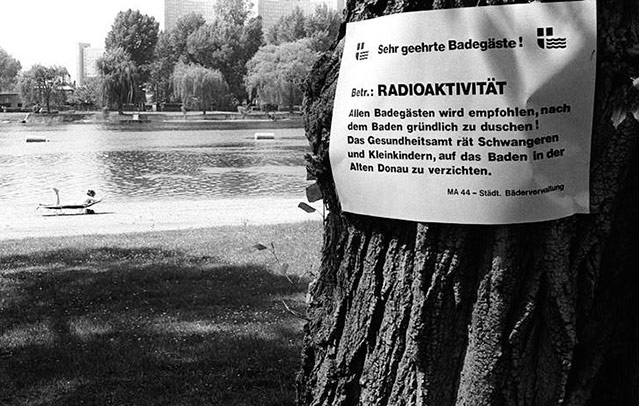 Sehr geehrte Badegäste!
Betr.: RADIOAKTIVITÄT
Allen Badegästen wird empfohlen, nach
dem Baden gründlich zu duschen!
Das Gesundheitsamt rät Schwangeren
und Kleinkindern, auf das Baden in der
Alten Donau zu verzichten.
MA 44 – Städt. Bäderverwaltung